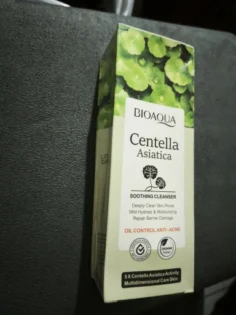 BIOAQUA
Centella
Asiatica
SOOTHING CLEANSER
Deeply Clean Skin Pores
Mild Hydrate & Moisturizing
Repair Barrier Damage
OIL CONTROL/ANTI-ACNE
5 X Centella Asiatica Activity
Multidimensional Care Skin